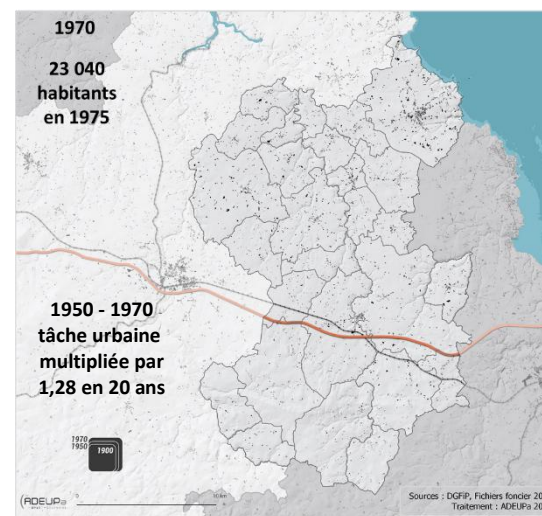 1970
23 040
habitants
en 1975
1950 - 1970
tâche urbaine
multipliée par
1,28 en 20 ans
1970
1950
1900
ADEUPa
Sources : DGFiP, Fichiers foncier 20
Traitement : ADEUPa 20